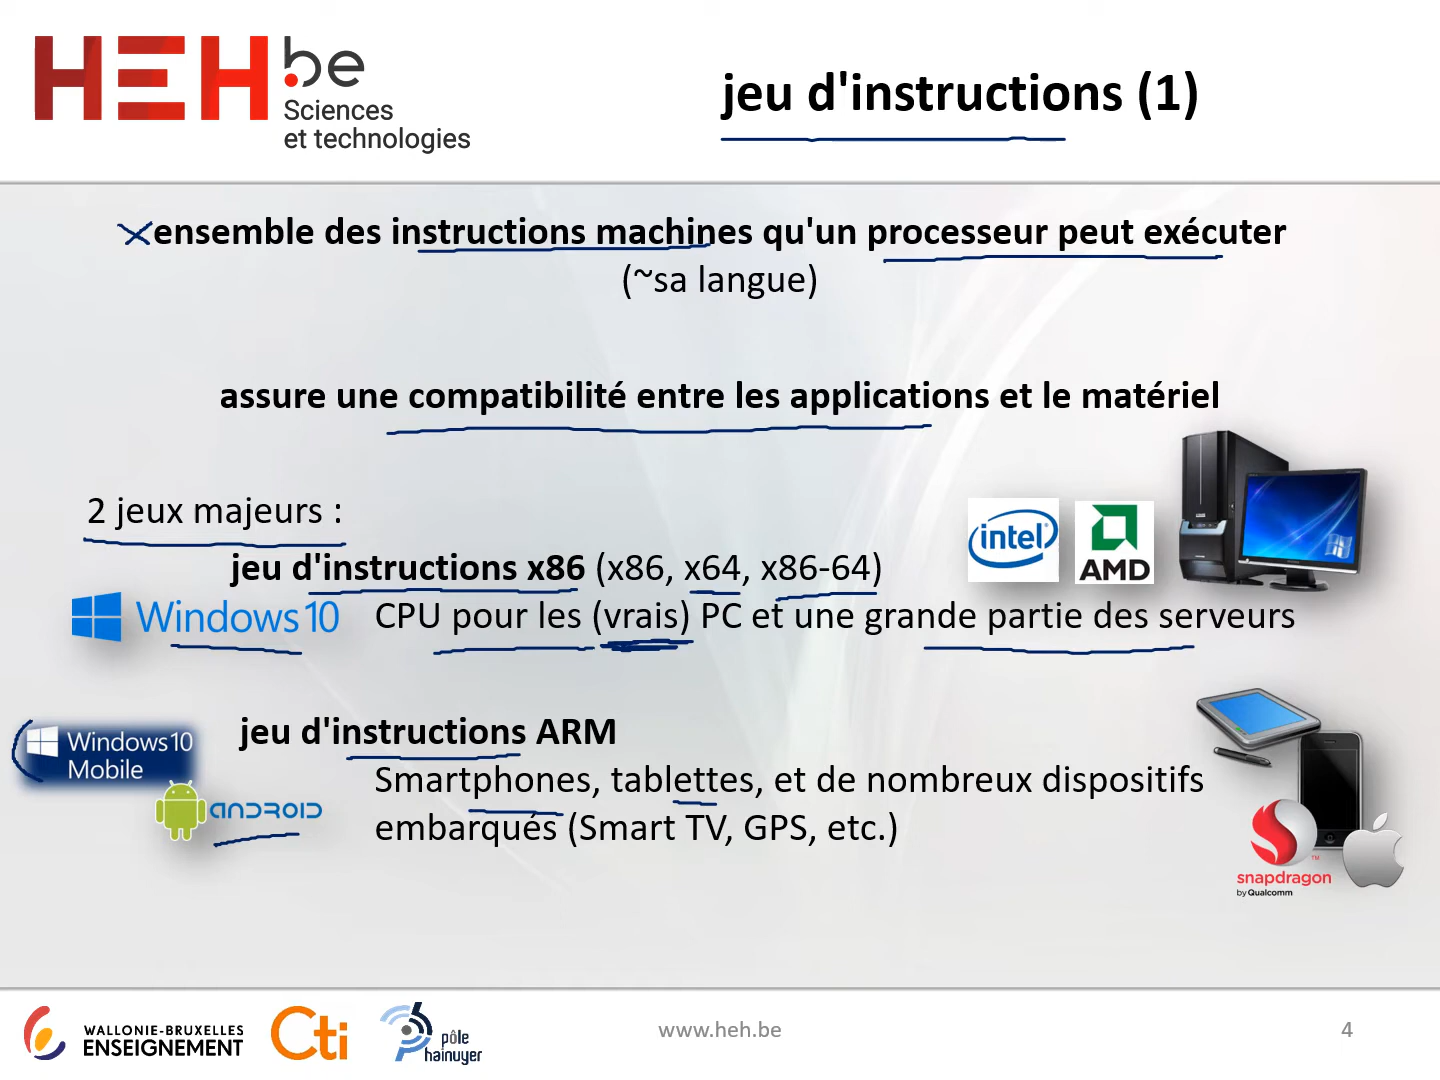 HEH.be
Sciences
et technologies
jeu d'instructions (1)
ensemble des instructions machines qu'un processeur peut exécuter
(~sa langue)
assure une compatibilité entre les applications et le matériel
2 jeux majeurs :
intel
AMD
jeu d'instructions x86 (x86, x64, x86-64)
Windows 10
CPU pour les (vrais) PC et une grande partie des serveurs
jeu d'instructions ARM
Windows 10
Mobile
ANDROID
Smartphones, tablettes, et de nombreux dispositifs
embarqués (Smart TV, GPS, etc.)
snapdragon
TM
by Qualcomm
WALLONIE-BRUXELLES
ENSEIGNEMENT
Cti
pôle
hainuyer
www.heh.be
4